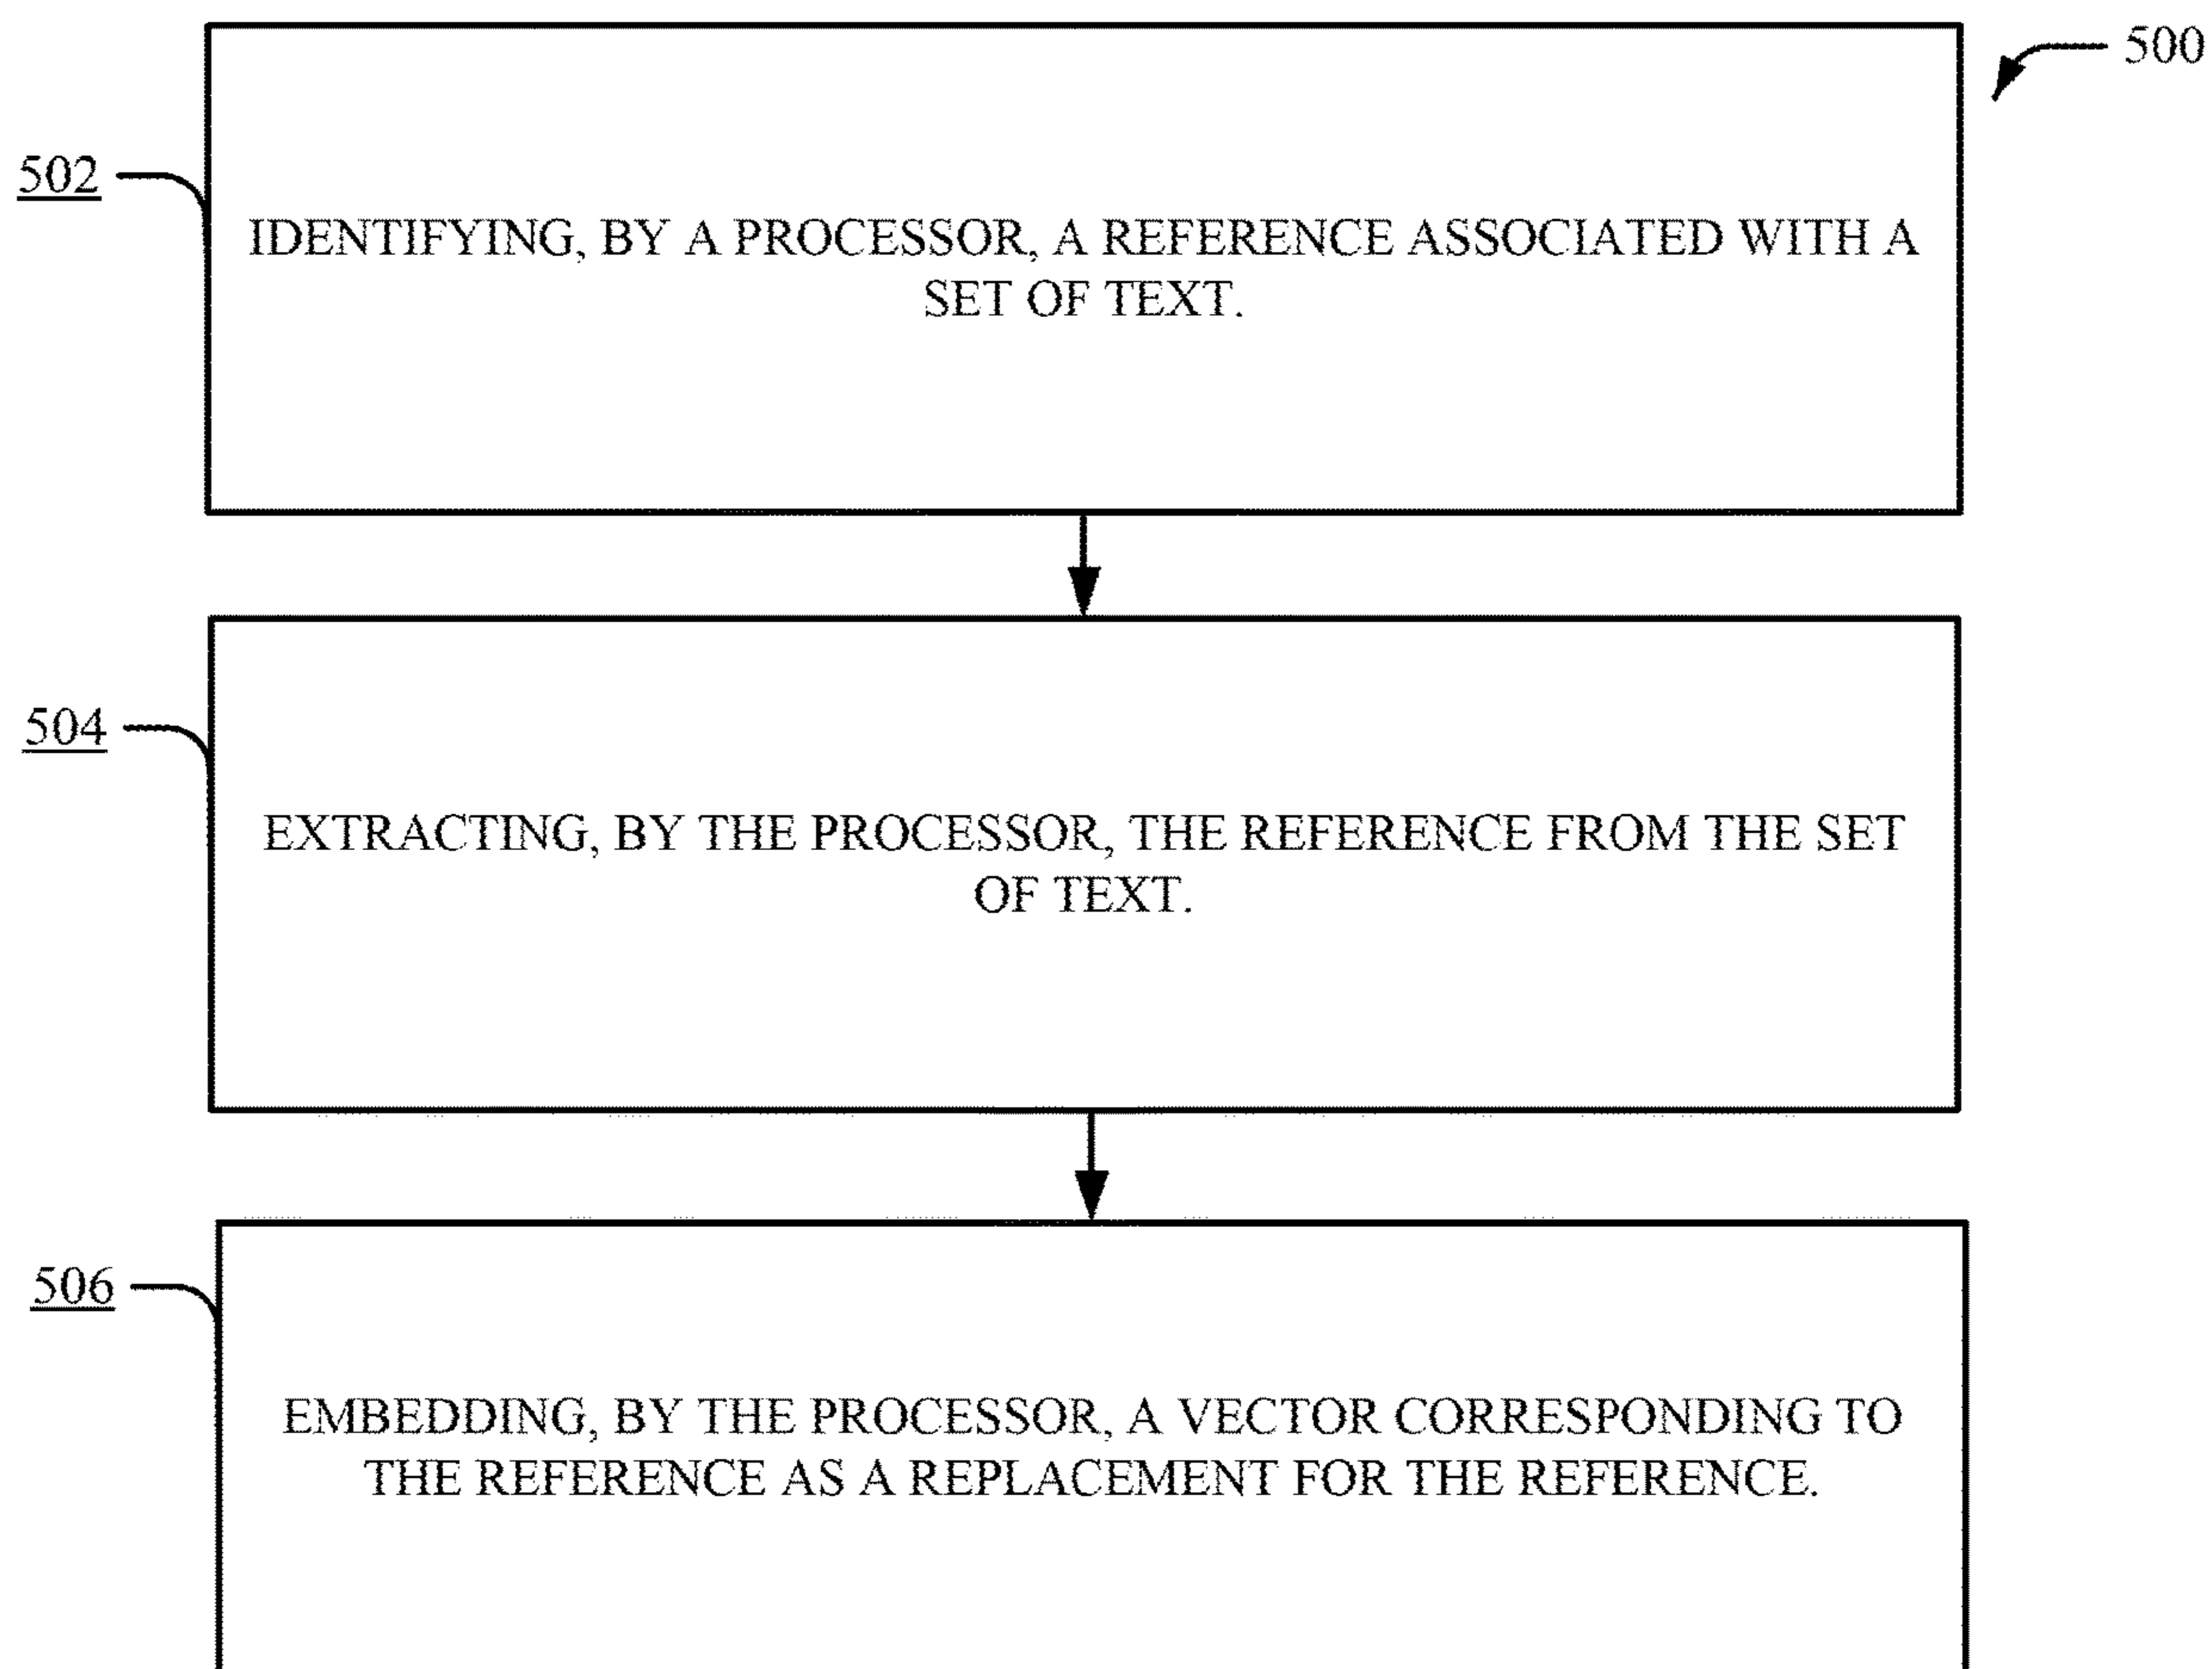 500
502
IDENTIFYING, BY A PROCESSOR, A REFERENCE ASSOCIATED WITH A
SET OF TEXT.
504
EXTRACTING, BY THE PROCESSOR, THE REFERENCE FROM THE SET
OF TEXT.
506
EMBEDDING, BY THE PROCESSOR, A VECTOR CORRESPONDING TO
THE REFERENCE AS A REPLACEMENT FOR THE REFERENCE.